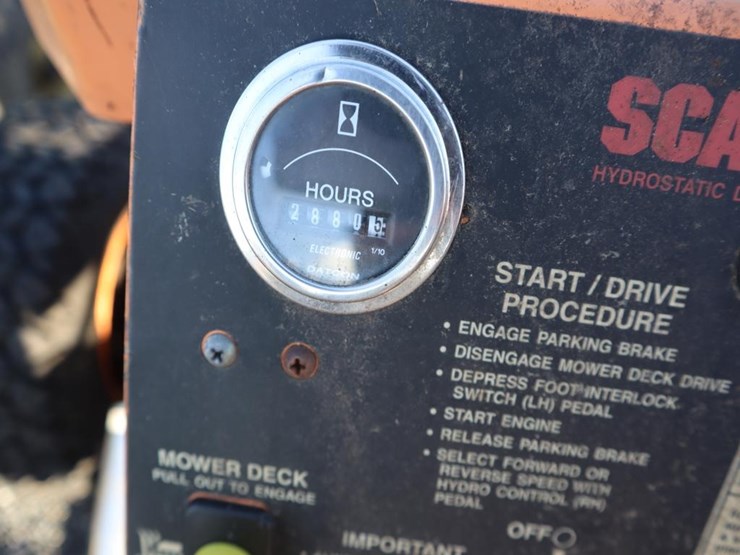 HOURS
2880
ELECTRONIC 1/10
DATCON
SCA
HYDROSTATIC D
START / DRIVE
PROCEDURE
• ENGAGE PARKING BRAKE
• DISENGAGE MOWER DECK DRIVE
• DEPRESS FOOT INTERLOCK
SWITCH (LH) PEDAL
• START ENGINE
• RELEASE PARKING BRAKE
• SELECT FORWARD OR
REVERSE SPEED WITH
HYDRO CONTROL (RH)
PEDAL
MOWER DECK
PULL OUT TO ENGAGE
OFF
IMPORTANT